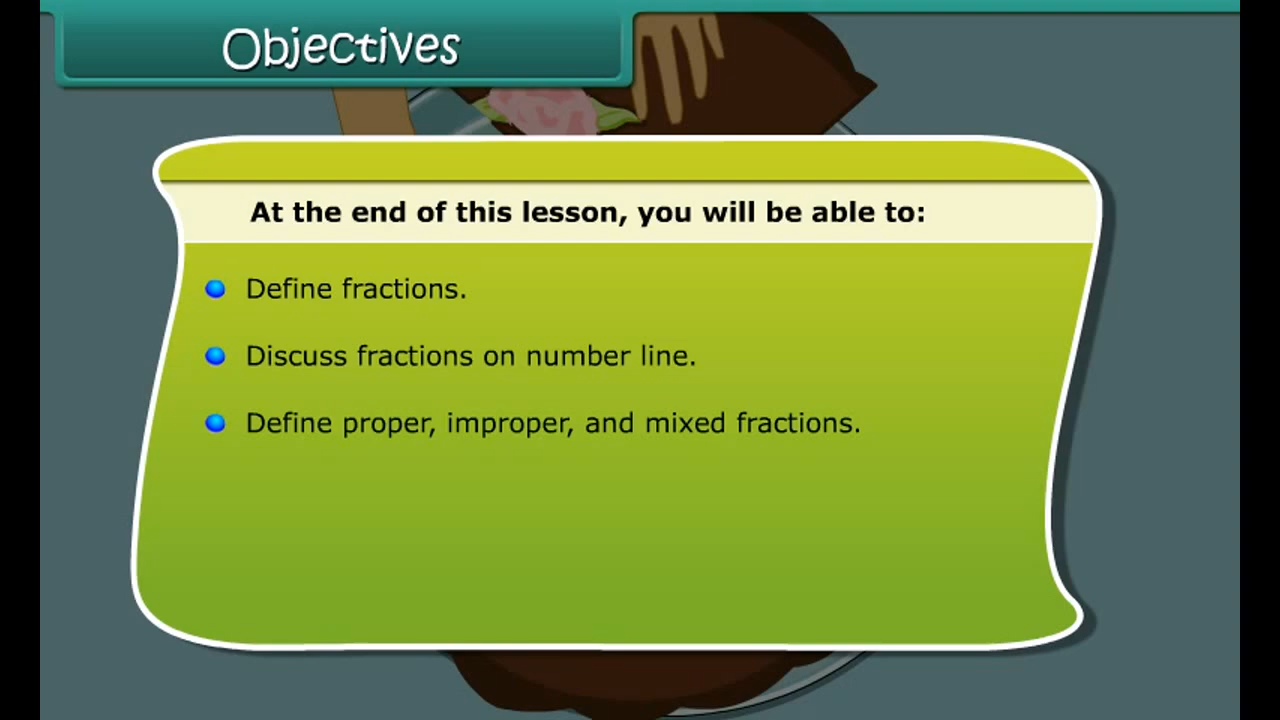 Objectives
At the end of this lesson, you will be able to:
Define fractions.
Discuss fractions on number line.
Define proper, improper, and mixed fractions.